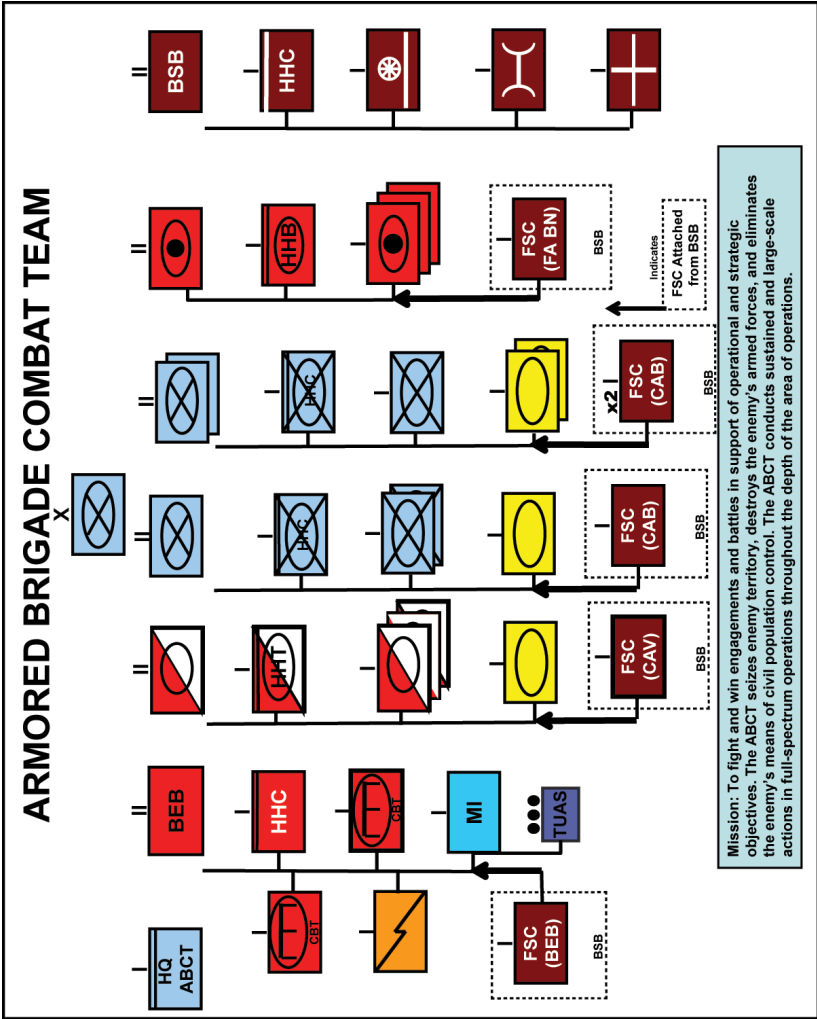 ARMORED BRIGADE COMBAT TEAM
X
HQ
ABCT
BEB
HHC
CBT
CBT
MI
TUAS
FSC
(BEB)
BSB
HHT
FSC
(CAV)
BSB
HHC
FSC
(CAB)
BSB
HHC
x2
FSC
(CAB)
BSB
HHB
FSC
(FA BN)
BSB
Indicates
FSC Attached
from BSB
BSB
HHC
Mission: To fight and win engagements and battles in support of operational and strategic
objectives. The ABCT seizes enemy territory, destroys the enemy's armed forces, and eliminates
the enemy's means of civil population control. The ABCT conducts sustained and large-scale
actions in full-spectrum operations throughout the depth of the area of operations.